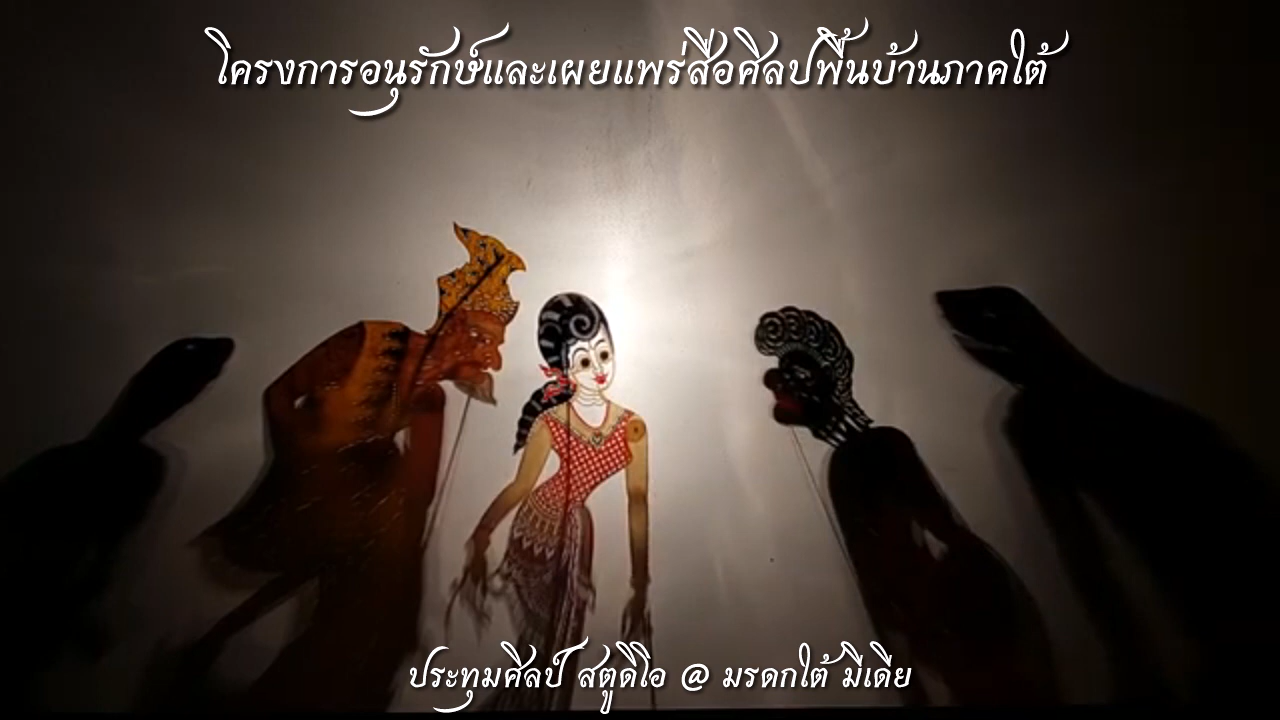 โครงการอนุรักษ์และเผยแพร่สื่อศิลปพื้นบ้านภาคใต้
ประทุมศิลป์ สตูดิโอ @ มรดกใต้ มีเดีย